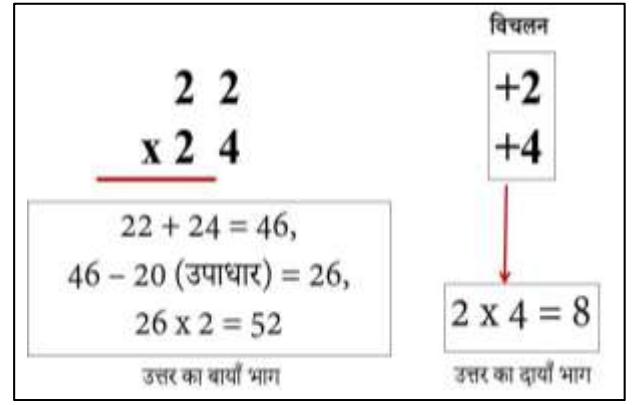 विचलन
2 2
x 2 4
+2
+4
22 + 24 = 46,
46 – 20 (उपाधार) = 26,
26 x 2 = 52
उत्तर का बायाँ भाग
2 x 4 = 8
उत्तर का दायाँ भाग